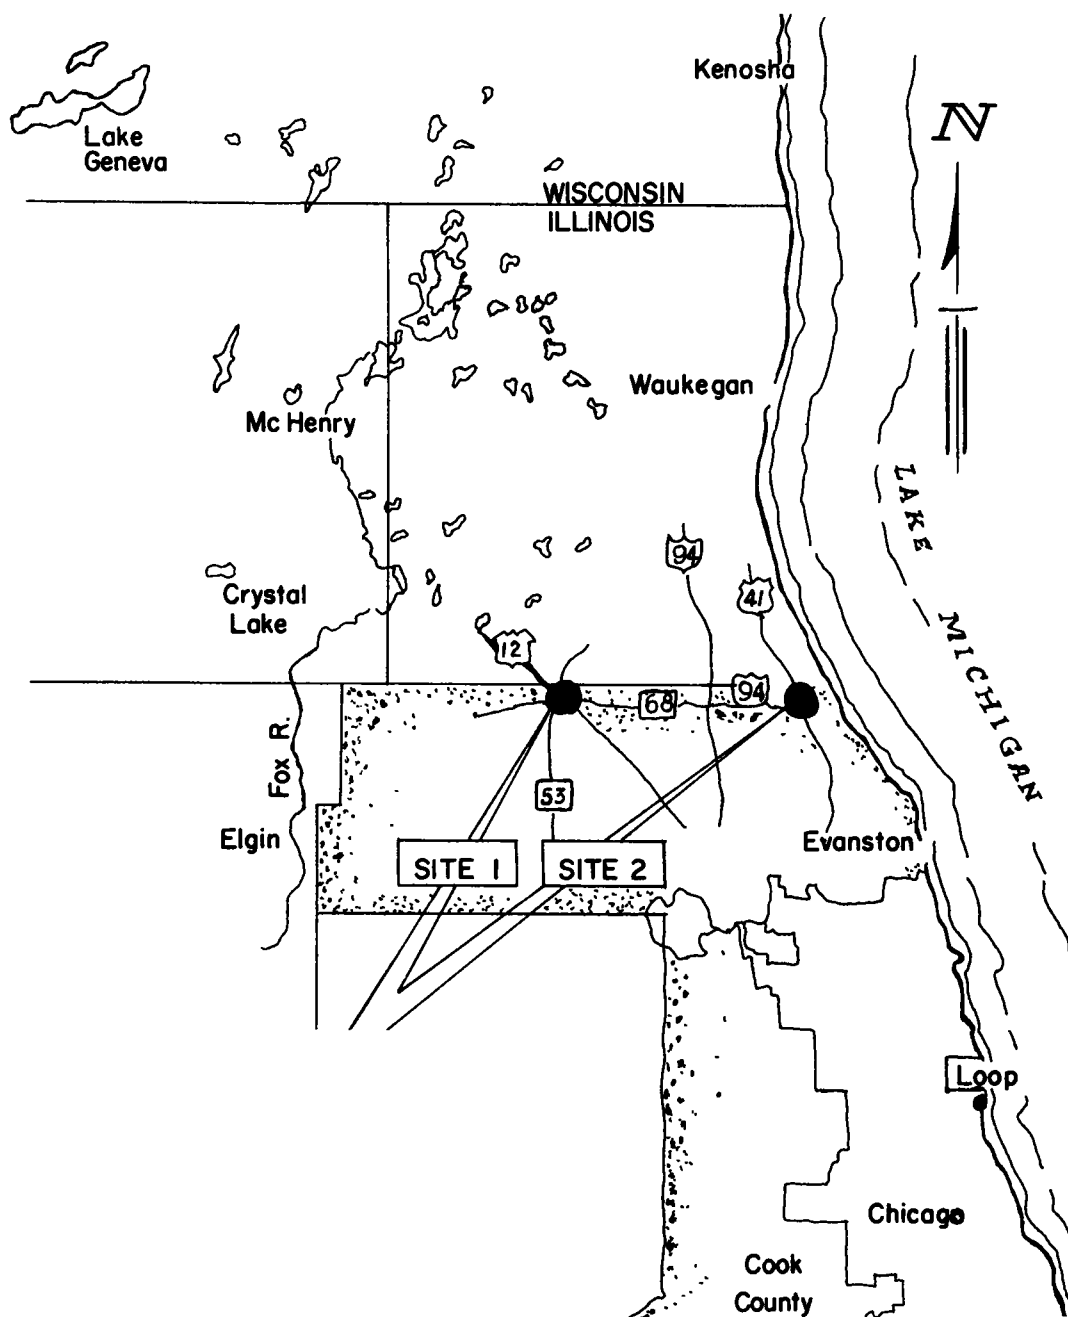 Kenosha
N
Lake
Geneva
WISCONSIN
ILLINOIS
Waukegan
Mc Henry
LAKE
MICHIGAN
94
41
Crystal
Lake
12
94
68
Fox R.
53
Elgin
Evanston
SITE 1
SITE 2
Loop
Chicago
Cook
County